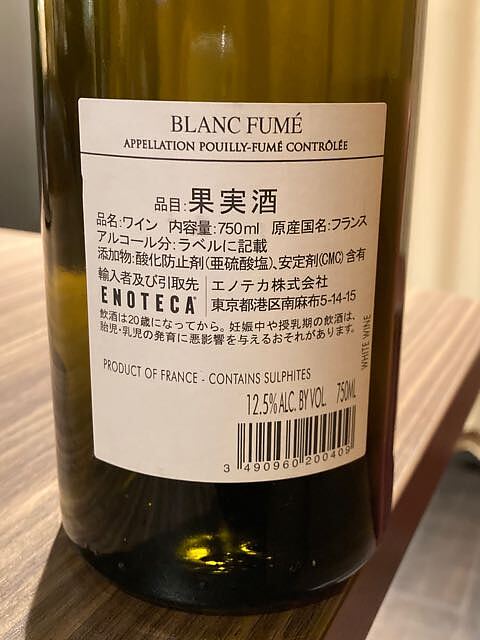 BLANC FUMÉ
APPELLATION POUILLY-FUMÉ CONTRÔLÉE
品目:果実酒
品名:ワイン 内容量:750ml 原産国名:フランス
アルコール分:ラベルに記載
添加物:酸化防止剤(亜硫酸塩)、安定剤(CMC)含有
輸入者及び引取先
ENOTECA
エノテカ株式会社
東京都港区南麻布5-14-15
飲酒は20歳になってから。妊娠中や授乳期の飲酒は、
胎児・乳児の発育に悪影響を与えるおそれがあります。
WHITE WINE
PRODUCT OF FRANCE - CONTAINS SULPHITES
12.5% ALC. BY VOL. 750ML
3 490960 200409